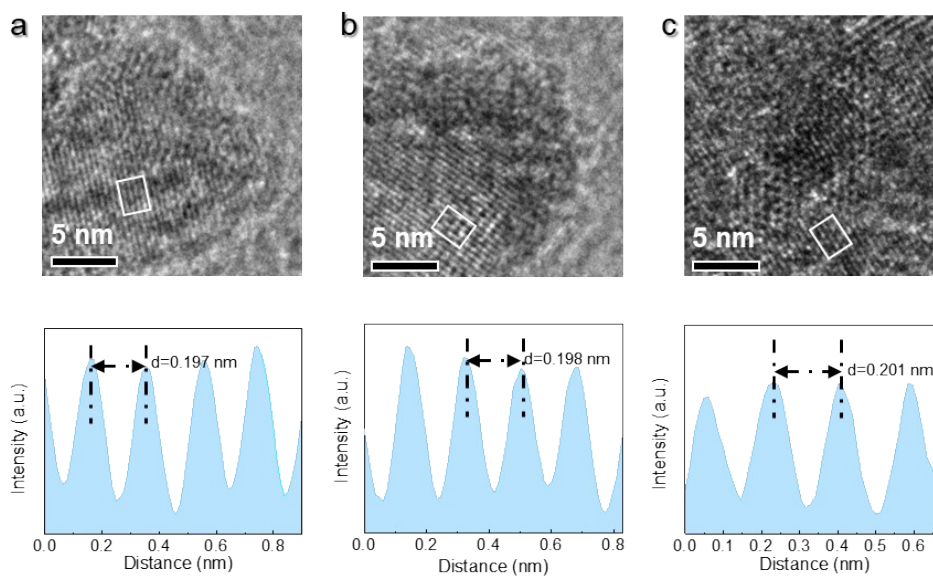 a
b
c
5 nm
5 nm
5 nm
d=0.197 nm
Intensity (a.u.)
0.0 0.2 0.4 0.6 0.8
Distance (nm)
d=0.198 nm
Intensity (a.u.)
0.0 0.2 0.4 0.6 0.8
Distance (nm)
d=0.201 nm
Intensity (a.u.)
0.0 0.1 0.2 0.3 0.4 0.5 0.6
Distance (nm)